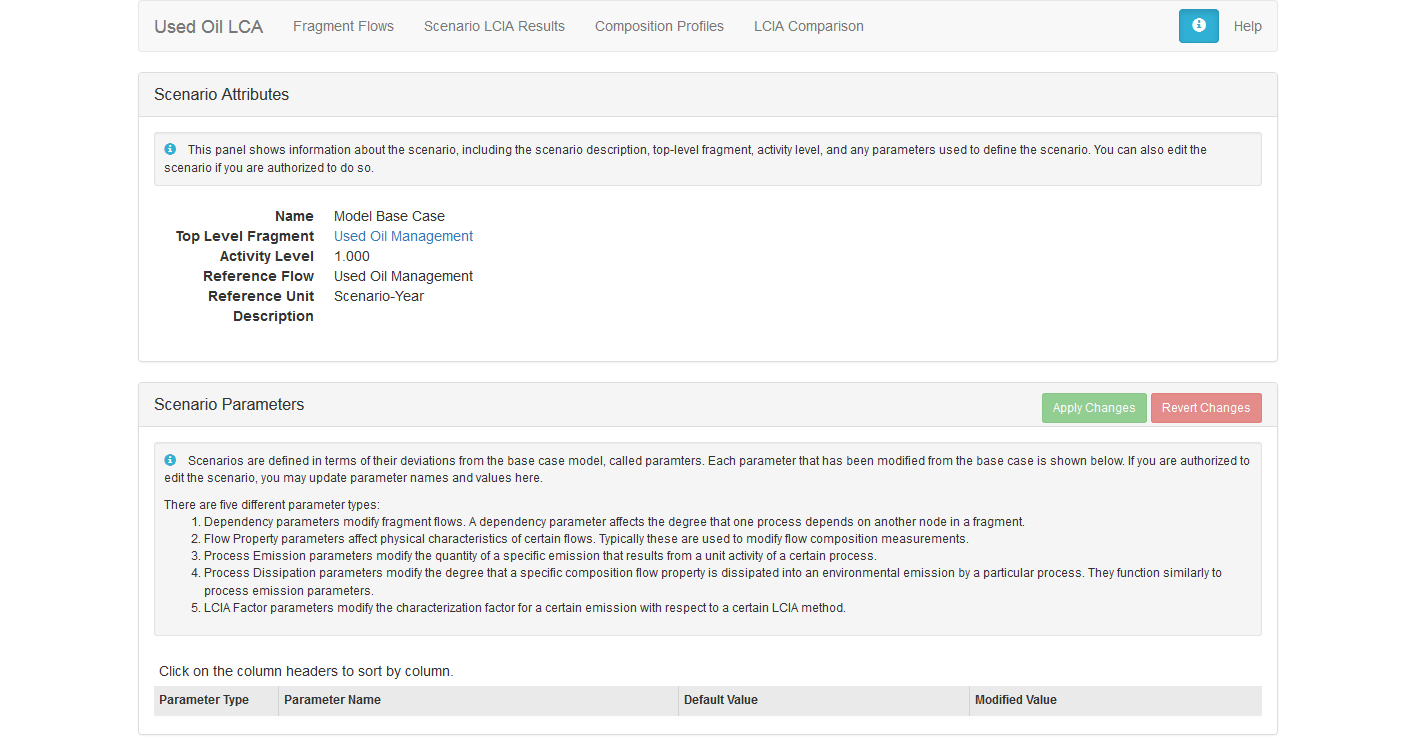 Used Oil LCA Fragment Flows Scenario LCIA Results Composition Profiles LCIA Comparison Help
Scenario Attributes
This panel shows information about the scenario, including the scenario description, top-level fragment, activity level, and any parameters used to define the scenario. You can also edit the
scenario if you are authorized to do so.
Name Model Base Case
Top Level Fragment Used Oil Management
Activity Level 1.000
Reference Flow Used Oil Management
Reference Unit Scenario-Year
Description
Scenario Parameters Apply Changes Revert Changes
Scenarios are defined in terms of their deviations from the base case model, called paramters. Each parameter that has been modified from the base case is shown below. If you are authorized to
edit the scenario, you may update parameter names and values here.
There are five different parameter types:
1. Dependency parameters modify fragment flows. A dependency parameter affects the degree that one process depends on another node in a fragment.
2. Flow Property parameters affect physical characteristics of certain flows. Typically these are used to modify flow composition measurements.
3. Process Emission parameters modify the quantity of a specific emission that results from a unit activity of a certain process.
4. Process Dissipation parameters modify the degree that a specific composition flow property is dissipated into an environmental emission by a particular process. They function similarly to
process emission parameters.
5. LCIA Factor parameters modify the characterization factor for a certain emission with respect to a certain LCIA method.
Click on the column headers to sort by column.
Parameter Type Parameter Name Default Value Modified Value